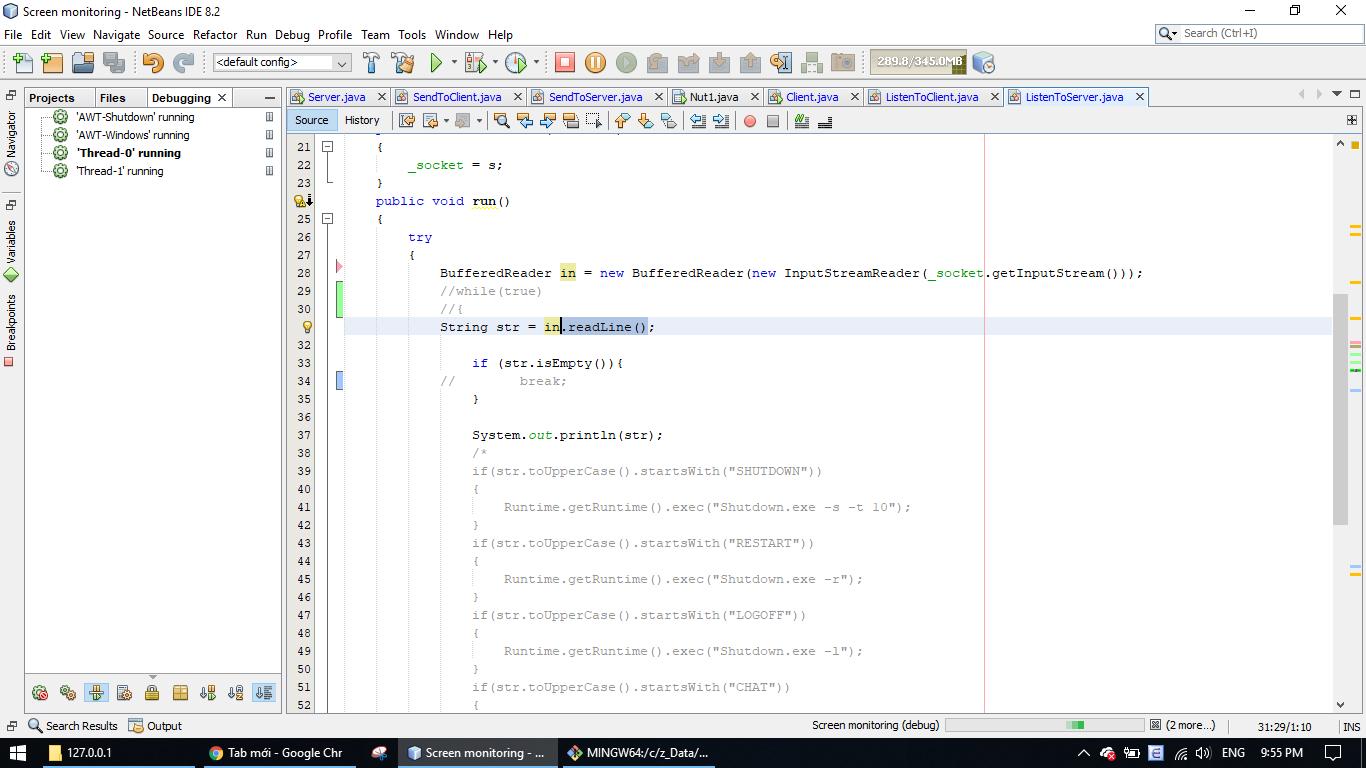 Screen monitoring - NetBeans IDE 8.2
File Edit View Navigate Source Refactor Run Debug Profile Team Tools Window Help
Search (Ctrl+I)
<default config>
289.8/345.0MB
Projects Files Debugging
Server.java SendToClient.java SendToServer.java Nut1.java Client.java ListenToClient.java ListenToServer.java
Navigator
Variables
Breakpoints
'AWT-Shutdown' running
'AWT-Windows' running
'Thread-0' running
'Thread-1' running
Source History
21 {
22 _socket = s;
23 }
public void run()
25 {
26 try
27 {
28 BufferedReader in = new BufferedReader(new InputStreamReader(_socket.getInputStream()));
29 //while(true)
30 //{
String str = in.readLine();
32
33 if (str.isEmpty()){
34 // break;
35 }
36
37 System.out.println(str);
38 /*
39 if(str.toUpperCase().startsWith("SHUTDOWN"))
40 {
41 Runtime.getRuntime().exec("Shutdown.exe -s -t 10");
42 }
43 if(str.toUpperCase().startsWith("RESTART"))
44 {
45 Runtime.getRuntime().exec("Shutdown.exe -r");
46 }
47 if(str.toUpperCase().startsWith("LOGOFF"))
48 {
49 Runtime.getRuntime().exec("Shutdown.exe -l");
50 }
51 if(str.toUpperCase().startsWith("CHAT"))
52 {
Search Results Output
Screen monitoring (debug) (2 more...) 31:29/1:10 INS
127.0.0.1
Tab mới - Google Chr
Screen monitoring - ...
MINGW64:/c/z_Data/...
ENG 9:55 PM